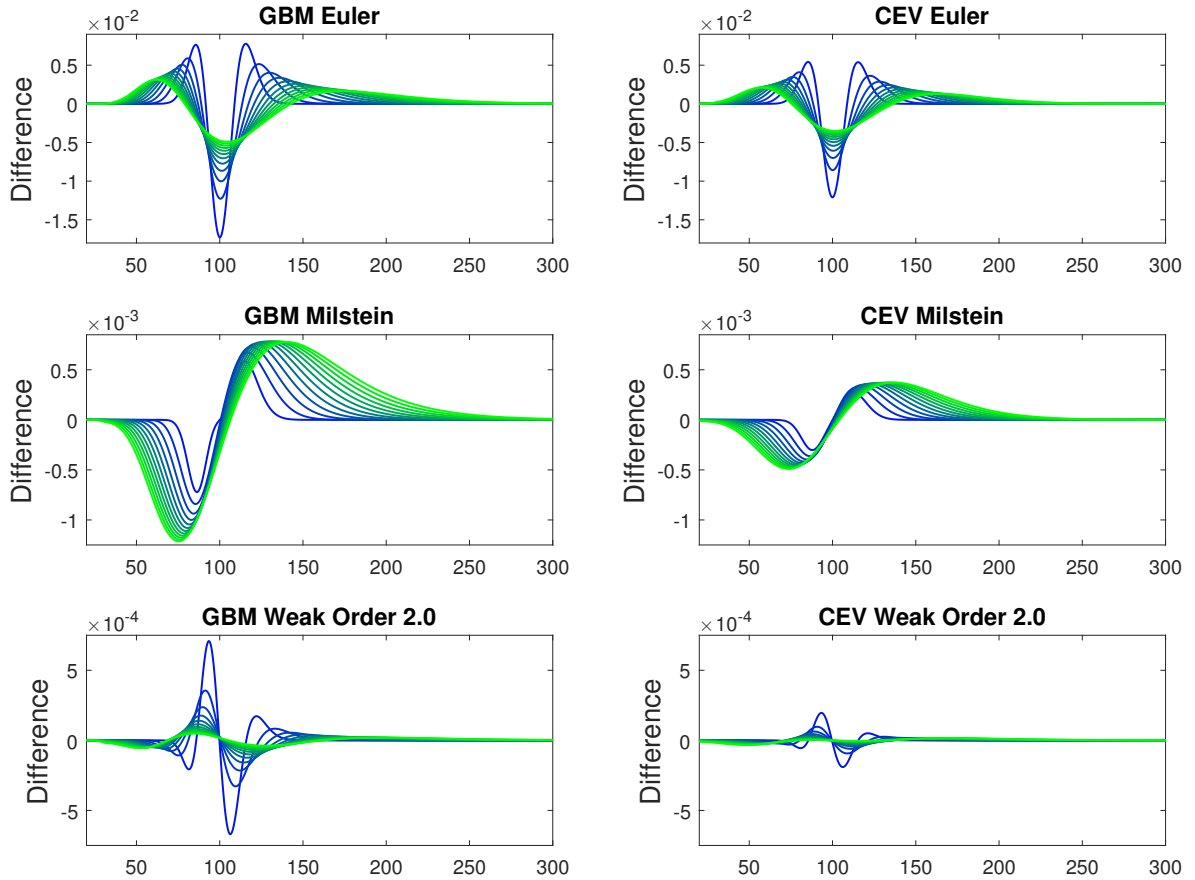 GBM Euler
×10⁻²
0.5
0
-0.5
-1
-1.5
Difference
50 100 150 200 250 300
CEV Euler
×10⁻²
0.5
0
-0.5
-1
-1.5
Difference
50 100 150 200 250 300
GBM Milstein
×10⁻³
0.5
0
-0.5
-1
Difference
50 100 150 200 250 300
CEV Milstein
×10⁻³
0.5
0
-0.5
-1
Difference
50 100 150 200 250 300
GBM Weak Order 2.0
×10⁻⁴
5
0
-5
Difference
50 100 150 200 250 300
CEV Weak Order 2.0
×10⁻⁴
5
0
-5
Difference
50 100 150 200 250 300